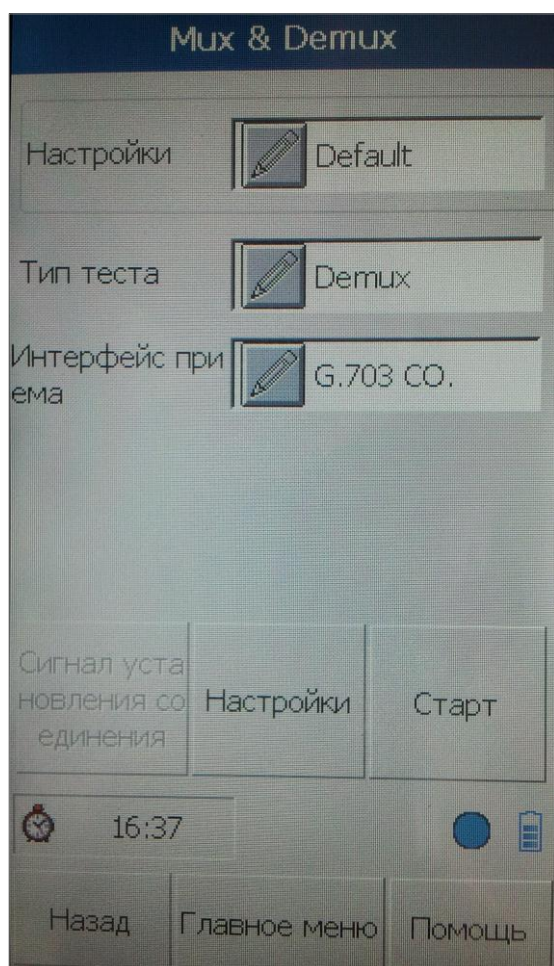 Mux & Demux
Настройки
Default
Тип теста
Demux
Интерфейс при
ема
G.703 CO.
Сигнал уста
новления со
единения
Настройки
Старт
16:37
Назад
Главное меню
Помощь